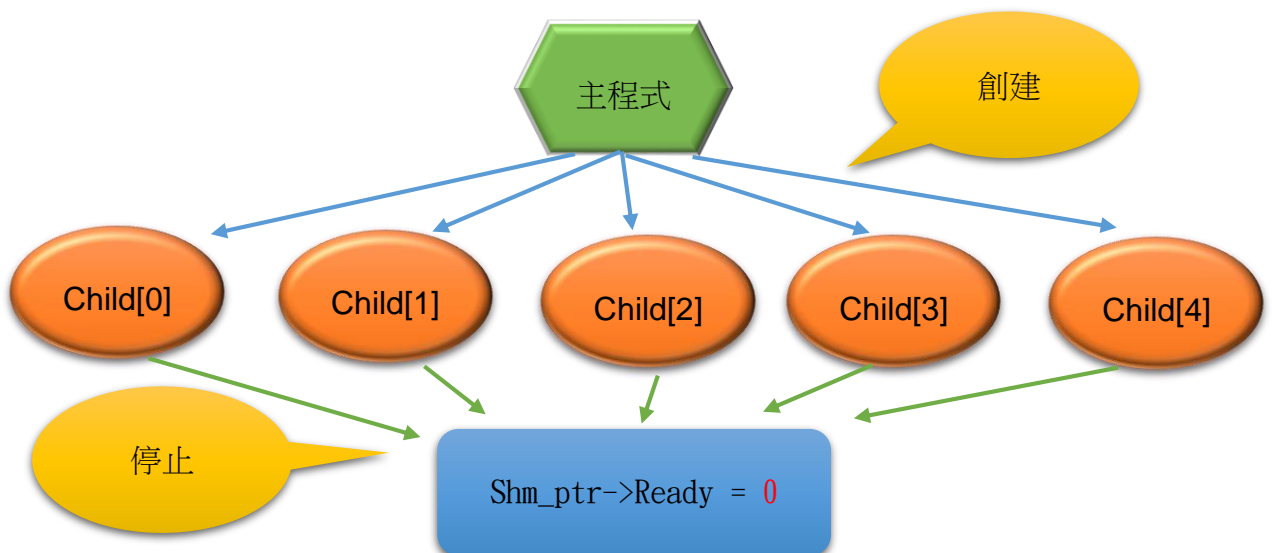 主程式
創建
Child[0]
Child[1]
Child[2]
Child[3]
Child[4]
停止
Shm_ptr->Ready = 0